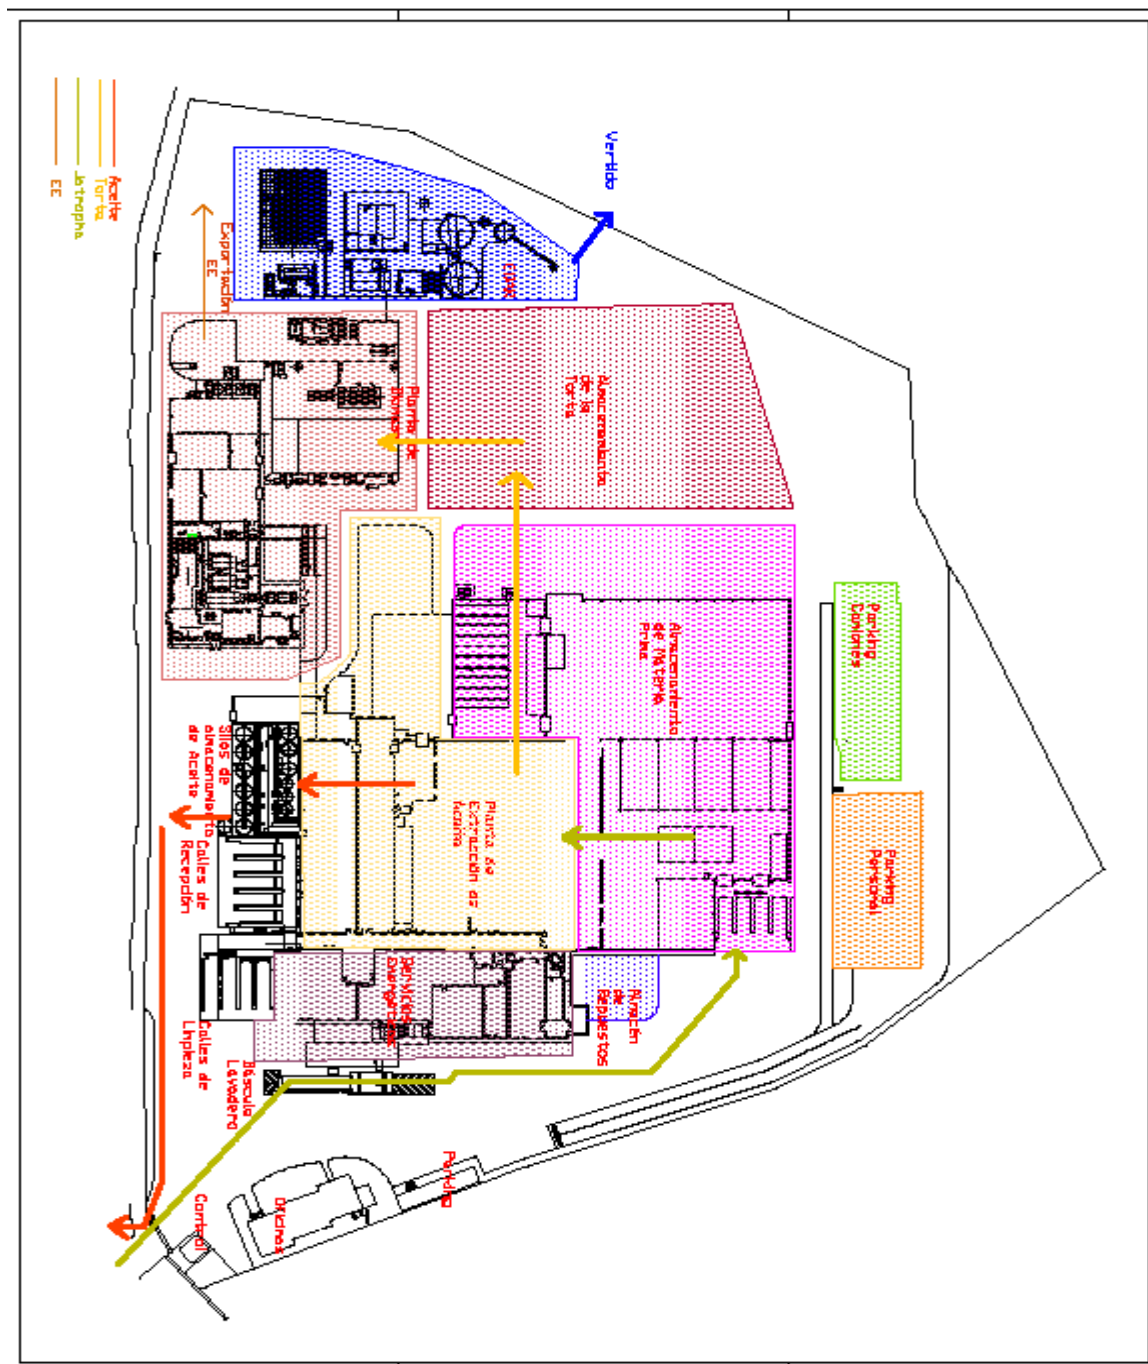 Vertido
EDAR
Exportación
EE
Aceite
Torta
Jatropha
EE
Almacenamiento
de la
Torta
Planta de
Biomasa
Parking
Camiones
Almacenamiento
de Materia
Prima
Parking
Personal
Planta de
Extracción de
Aceite
Silos de
almacenamiento
de Aceite
Calles de
Recepción
Servicios
Energéticos
Almacén
de
Repuestos
Calles de
Limpieza
Báscula
Lavadero
Parking
Oficinas
Control